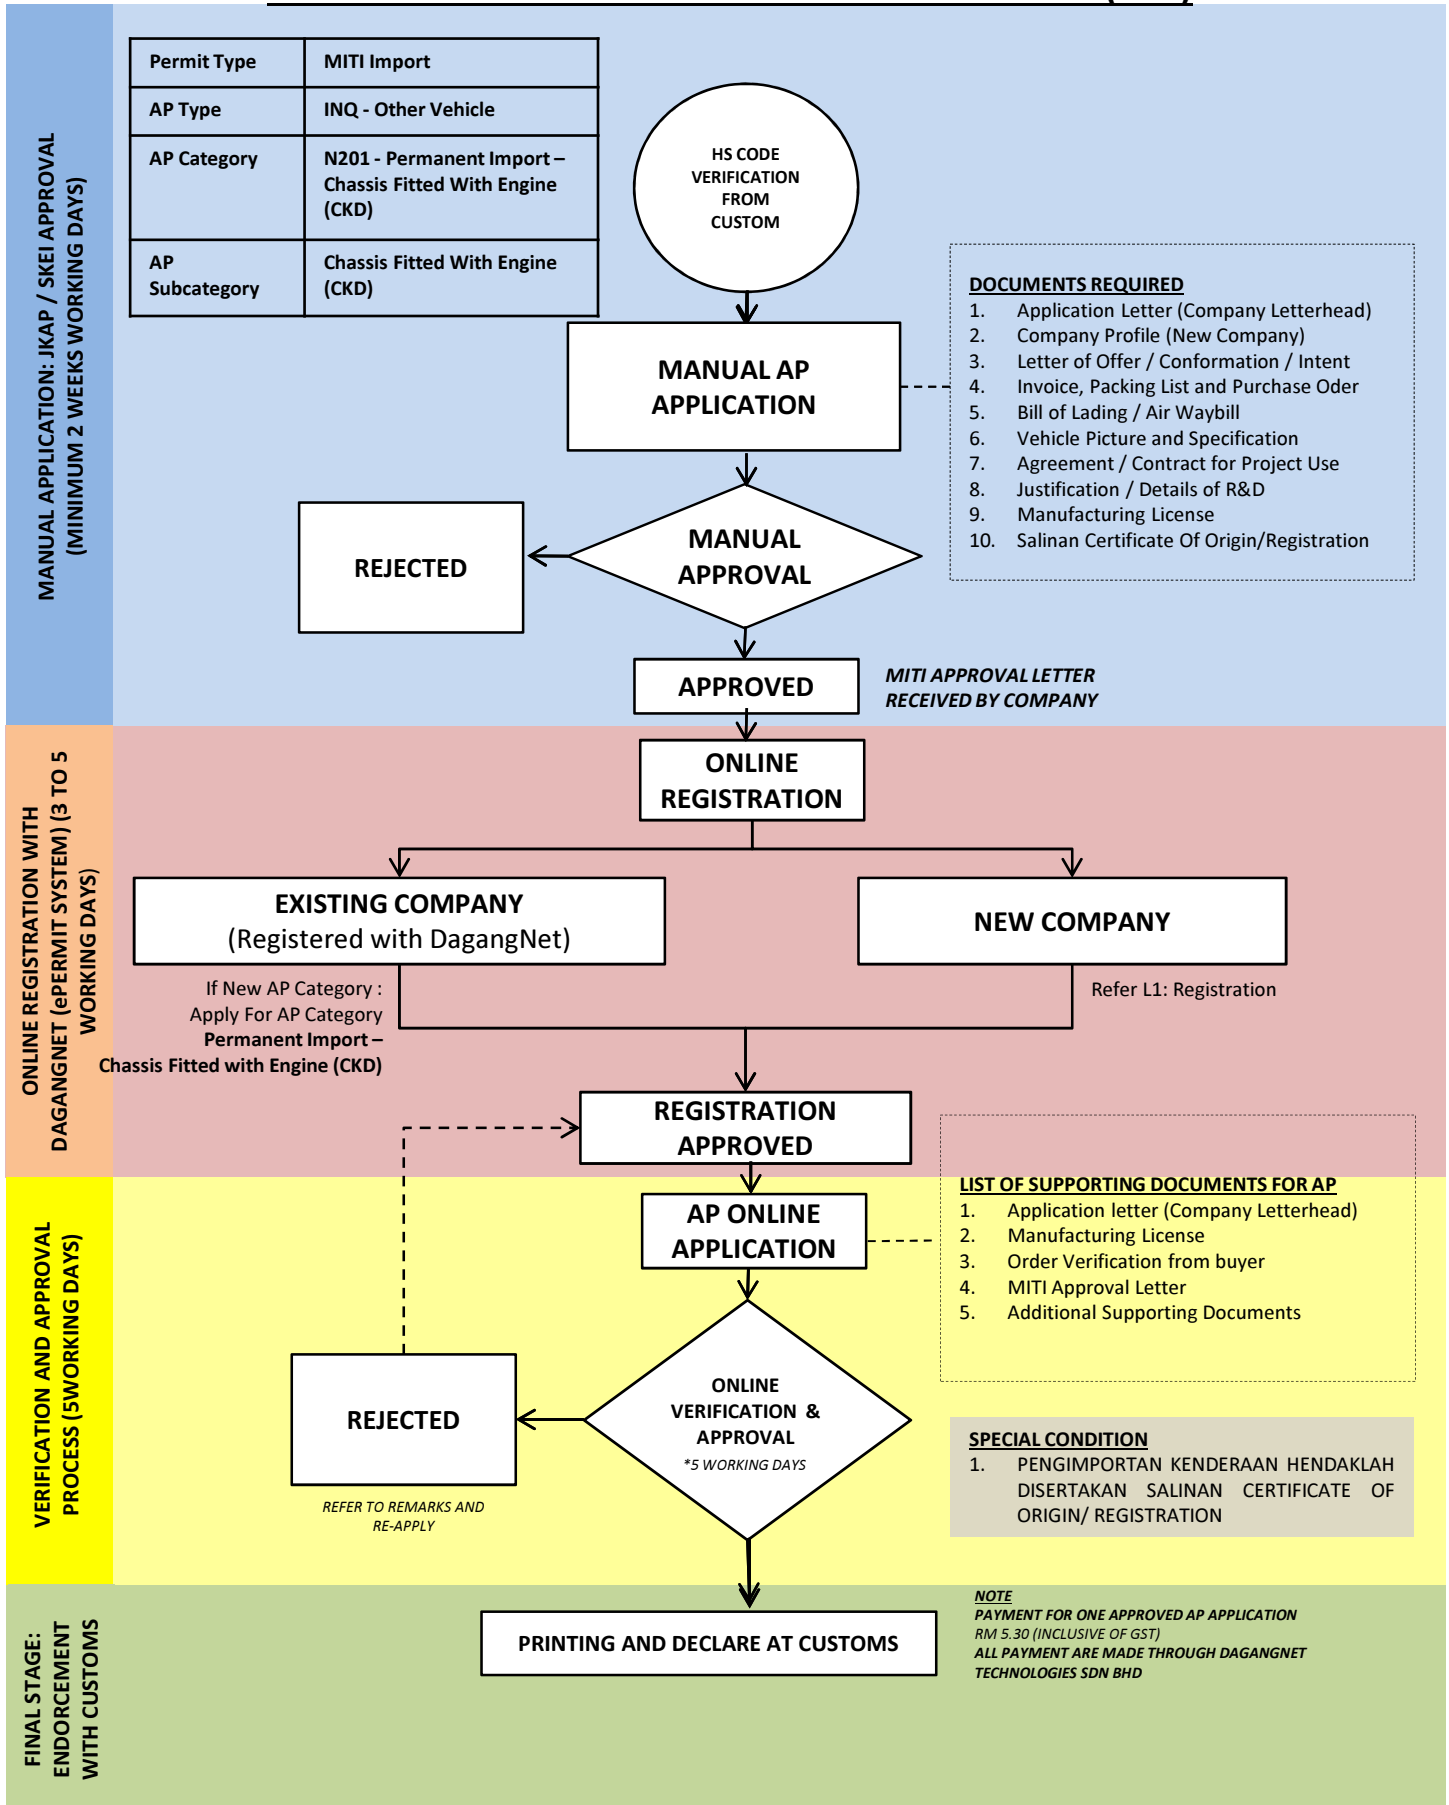 Permit Type
MITI Import
AP Type
INQ - Other Vehicle
AP Category
N201 - Permanent Import –
Chassis Fitted With Engine
(CKD)
AP
Subcategory
Chassis Fitted With Engine
(CKD)
HS CODE
VERIFICATION
FROM
CUSTOM
MANUAL APPLICATION: JKAP / SKEI APPROVAL
(MINIMUM 2 WEEKS WORKING DAYS)
MANUAL AP
APPLICATION
DOCUMENTS REQUIRED
1. Application Letter (Company Letterhead)
2. Company Profile (New Company)
3. Letter of Offer / Conformation / Intent
4. Invoice, Packing List and Purchase Oder
5. Bill of Lading / Air Waybill
6. Vehicle Picture and Specification
7. Agreement / Contract for Project Use
8. Justification / Details of R&D
9. Manufacturing License
10. Salinan Certificate Of Origin/Registration
MANUAL
APPROVAL
REJECTED
APPROVED
MITI APPROVAL LETTER
RECEIVED BY COMPANY
ONLINE REGISTRATION WITH
DAGANGNET (ePERMIT SYSTEM) (3 TO 5
WORKING DAYS)
ONLINE
REGISTRATION
EXISTING COMPANY
(Registered with DagangNet)
NEW COMPANY
If New AP Category :
Apply For AP Category
Permanent Import –
Chassis Fitted with Engine (CKD)
Refer L1: Registration
REGISTRATION
APPROVED
VERIFICATION AND APPROVAL
PROCESS (5WORKING DAYS)
AP ONLINE
APPLICATION
LIST OF SUPPORTING DOCUMENTS FOR AP
1. Application letter (Company Letterhead)
2. Manufacturing License
3. Order Verification from buyer
4. MITI Approval Letter
5. Additional Supporting Documents
ONLINE
VERIFICATION &
APPROVAL
*5 WORKING DAYS
REJECTED
REFER TO REMARKS AND
RE-APPLY
SPECIAL CONDITION
1. PENGIMPORTAN KENDERAAN HENDAKLAH
DISERTAKAN SALINAN CERTIFICATE OF
ORIGIN/ REGISTRATION
FINAL STAGE:
ENDORCEMENT
WITH CUSTOMS
PRINTING AND DECLARE AT CUSTOMS
NOTE
PAYMENT FOR ONE APPROVED AP APPLICATION
RM 5.30 (INCLUSIVE OF GST)
ALL PAYMENT ARE MADE THROUGH DAGANGNET
TECHNOLOGIES SDN BHD